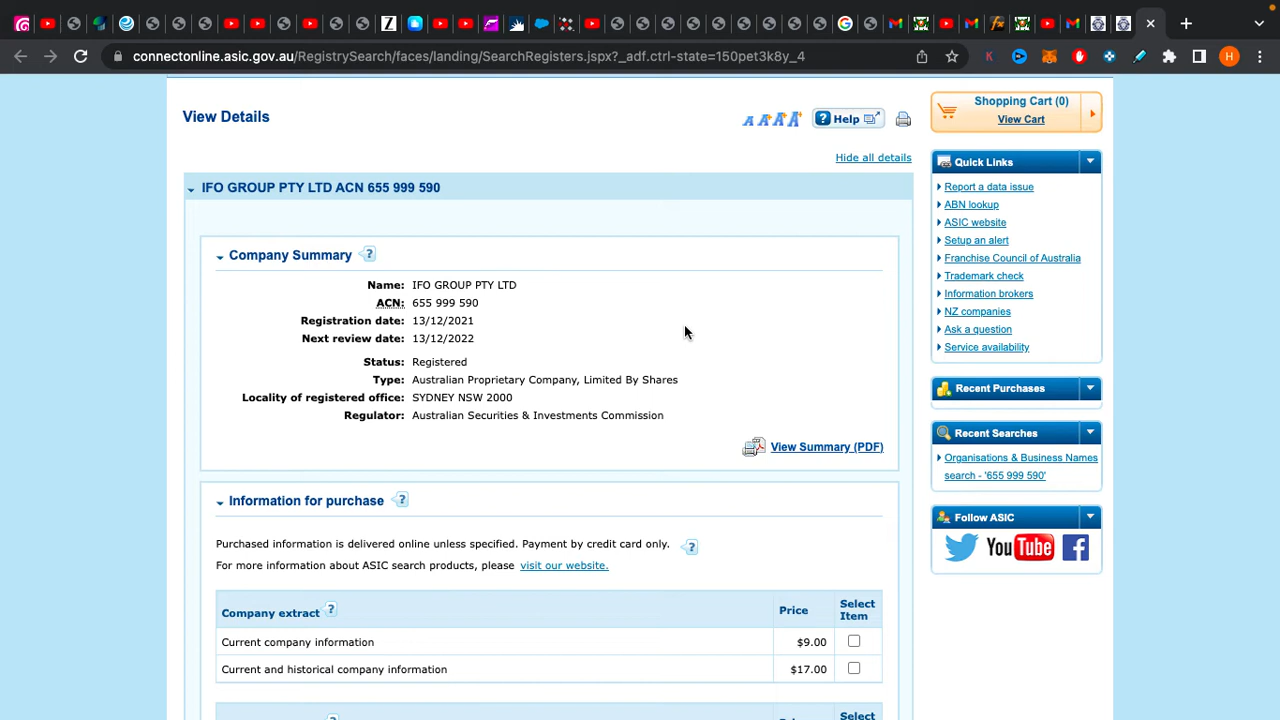 connectonline.asic.gov.au/RegistrySearch/faces/landing/SearchRegisters.jspx?_adf.ctrl-state=150pet3k8y_4
View Details
Help
Shopping Cart (0)
View Cart
Hide all details
IFO GROUP PTY LTD ACN 655 999 590
Company Summary
Name: IFO GROUP PTY LTD
ACN: 655 999 590
Registration date: 13/12/2021
Next review date: 13/12/2022
Status: Registered
Type: Australian Proprietary Company, Limited By Shares
Locality of registered office: SYDNEY NSW 2000
Regulator: Australian Securities & Investments Commission
View Summary (PDF)
Information for purchase
Purchased information is delivered online unless specified. Payment by credit card only.
For more information about ASIC search products, please visit our website.
Company extract
Price
Select
Item
Current company information $9.00
Current and historical company information $17.00
Select
Quick Links
Report a data issue
ABN lookup
ASIC website
Setup an alert
Franchise Council of Australia
Trademark check
Information brokers
NZ companies
Ask a question
Service availability
Recent Purchases
Recent Searches
Organisations & Business Names
search - '655 999 590'
Follow ASIC
You Tube